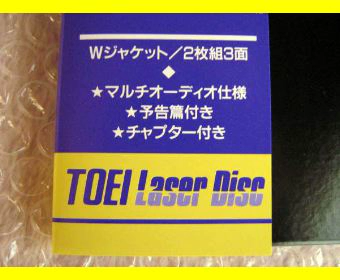 Wジャケット／2枚組3面
◆
★マルチオーディオ仕様
★予告篇付き
★チャプター付き
TOEI Laser Disc